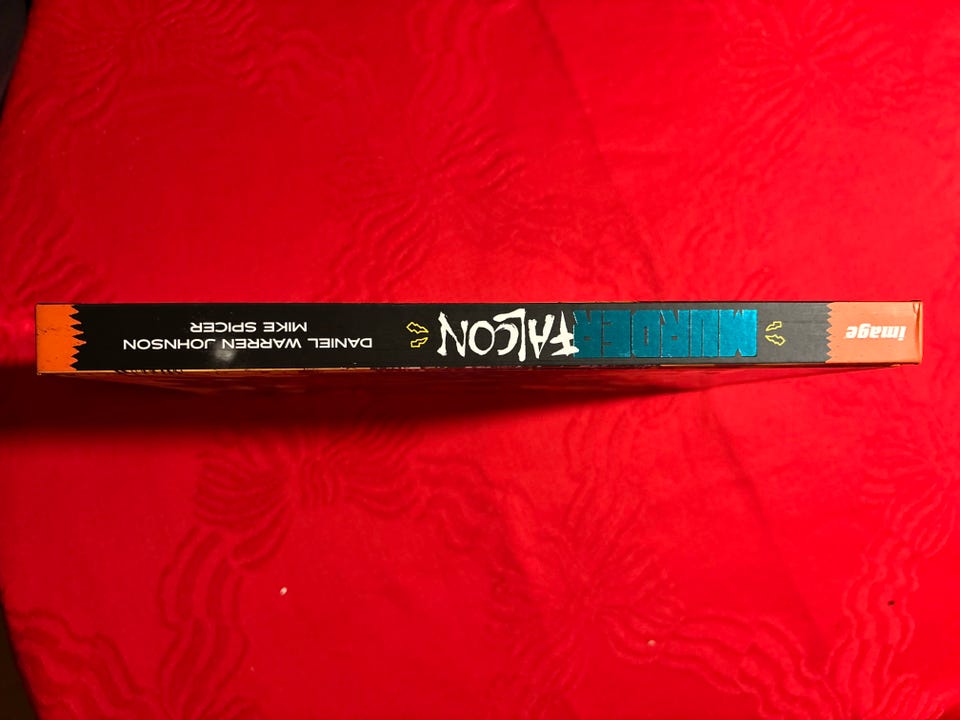 image
MURDER FALCON
DANIEL WARREN JOHNSON
MIKE SPICER